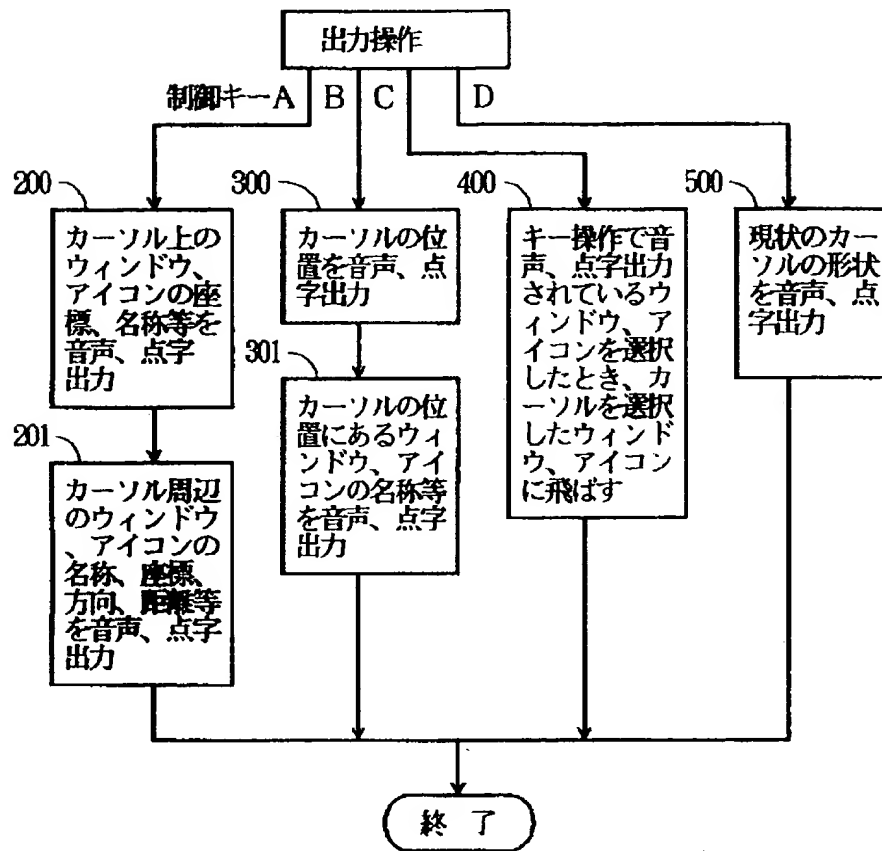 出力操作
制御キーA
B
C
D
200
カーソル上の
ウィンドウ、
アイコンの座
標、名称等を
音声、点字
出力
201
カーソル周辺
のウィンドウ
、アイコンの
名称、座標、
方向、距離等
を音声、点字
出力
300
カーソルの位
置を音声、点
字出力
301
カーソルの位
置にあるウィ
ンドウ、アイ
コンの名称等
を音声、点字
出力
400
キー操作で音
声、点字出力
されているウ
ィンドウ、ア
イコンを選択
したとき、カ
ーソルを選択
したウィンド
ウ、アイコン
に飛ばす
500
現状のカー
ソルの形状
を音声、点
字出力
終 了